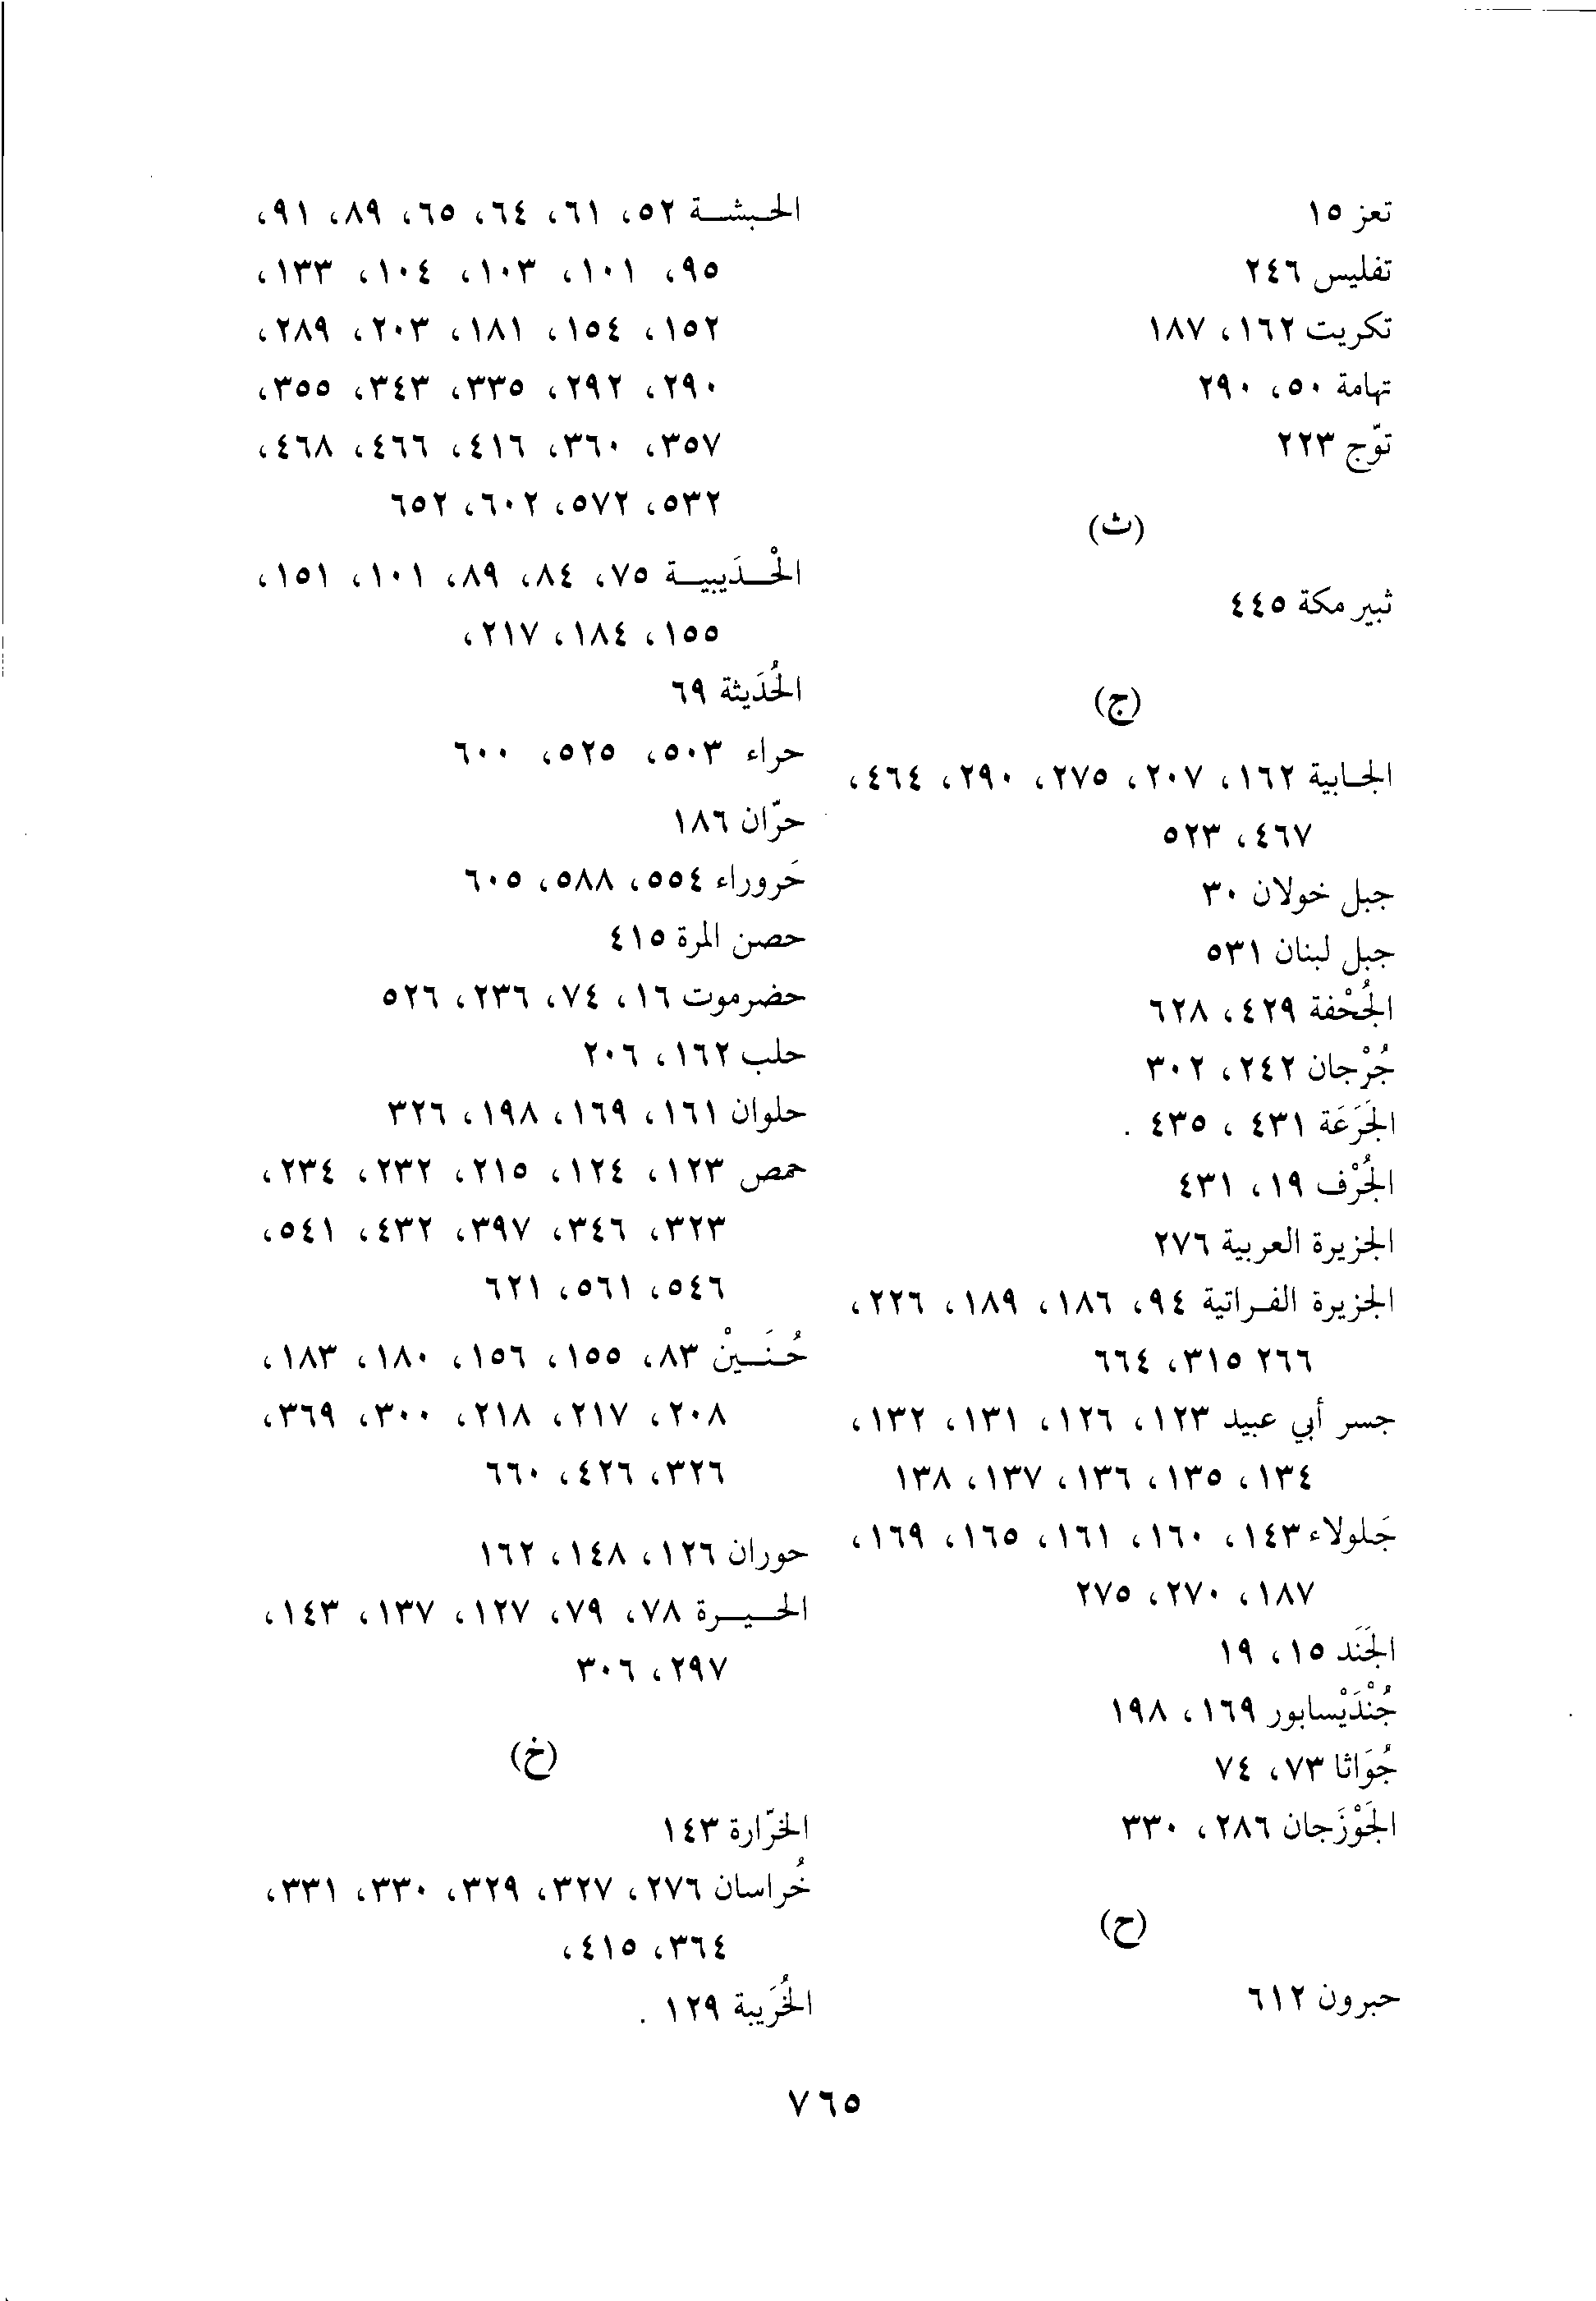 تعز ١٥
تفليس ٢٤٦
تكريت ١٦٢، ١٨٧
تهامة ٥٠، ٢٩٠
توّج ٢٢٣
(ث)
ثبير مكة ٤٤٥
(ج)
الجـابية ١٦٢، ٢٠٧، ٢٧٥، ٢٩٠، ٤٦٤،
٤٦٧، ٥٢٣
جبل خولان ٣٠
جبل لبنان ٥٣١
الجُحْفة ٤٢٩، ٦٢٨
جُرْجان ٢٤٢، ٣٠٢
الجَرَعَة ٤٣١ ، ٤٣٥ .
الجُرْف ١٩، ٤٣١
الجزيرة العربية ٢٧٦
الجزيرة الفـراتية ٩٤، ١٨٦، ١٨٩، ٢٢٦،
٢٦٦ ٣١٥، ٦٦٤
جسر أبي عبيد ١٢٣، ١٢٦، ١٣١، ١٣٢،
١٣٤، ١٣٥، ١٣٦، ١٣٧، ١٣٨
جَلولاء ١٤٣، ١٦٠، ١٦١، ١٦٥، ١٦٩،
١٨٧، ٢٧٠، ٢٧٥
الجَنَد ١٥، ١٩
جُنْدَيْسابور ١٦٩، ١٩٨
جُوَاثا ٧٣، ٧٤
الجَوْزَجان ٢٨٦، ٣٣٠
(ح)
حبرون ٦١٢
الحـبشـــة ٥٢، ٦١، ٦٤، ٦٥، ٨٩، ٩١،
٩٥، ١٠١، ١٠٣، ١٠٤، ١٣٣،
١٥٢، ١٥٤، ١٨١، ٢٠٣، ٢٨٩،
٢٩٠، ٢٩٢، ٣٣٥، ٣٤٣، ٣٥٥،
٣٥٧، ٣٦٠، ٤١٦، ٤٦٦، ٤٦٨،
٥٣٢، ٥٧٢، ٦٠٢، ٦٥٢
الحْـــدَيبيـــة ٧٥، ٨٤، ٨٩، ١٠١، ١٥١،
١٥٥، ١٨٤، ٢١٧،
الحُدَيثة ٦٩
حراء ٥٠٣، ٥٢٥، ٦٠٠
حرّان ١٨٦
حَروراء ٥٥٤، ٥٨٨، ٦٠٥
حصن المرة ٤١٥
حضرموت ١٦، ٧٤، ٢٣٦، ٥٢٦
حلب ١٦٢، ٢٠٦
حلوان ١٦١، ١٦٩، ١٩٨، ٣٢٦
حمص ١٢٣، ١٢٤، ٢١٥، ٢٣٢، ٢٣٤،
٣٢٣، ٣٤٦، ٣٩٧، ٤٣٢، ٥٤١،
٥٤٦، ٥٦١، ٦٢١
حُـنَــيْنْ ٨٣، ١٥٥، ١٥٦، ١٨٠، ١٨٣،
٢٠٨، ٢١٧، ٢١٨، ٣٠٠، ٣٦٩،
٣٢٦، ٤٢٦، ٦٦٠
حوران ١٢٦، ١٤٨، ١٦٢
الحـــيـــرة ٧٨، ٧٩، ١٢٧، ١٣٧، ١٤٣،
٢٩٧، ٣٠٦
(خ)
الخرّارة ١٤٣
خُراسان ٢٧٦، ٣٢٧، ٣٢٩، ٣٣٠، ٣٣١،
٣٦٤، ٤١٥،
الخُرَيبة ١٢٩ .
٧٦٥